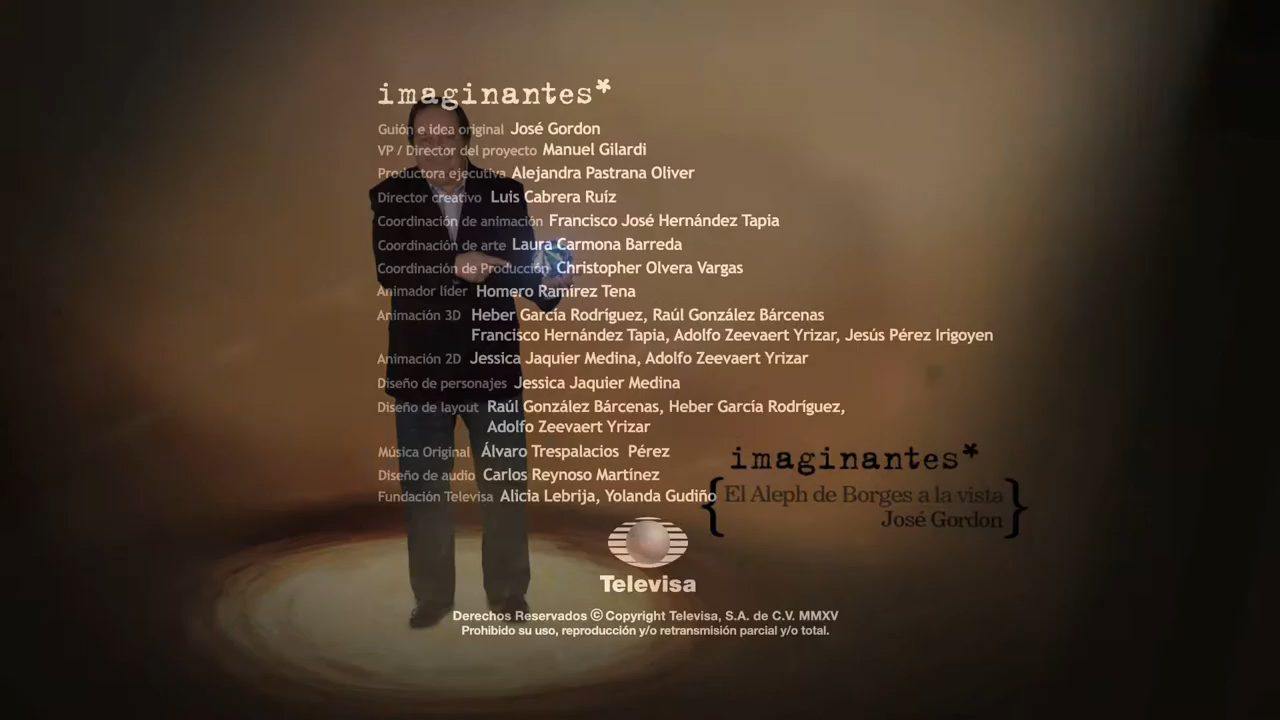 imaginantes*
Guión e idea original José Gordon
VP / Director del proyecto Manuel Gilardi
Productora ejecutiva Alejandra Pastrana Oliver
Director creativo Luis Cabrera Ruíz
Coordinación de animación Francisco José Hernández Tapia
Coordinación de arte Laura Carmona Barreda
Coordinación de Producción Christopher Olvera Vargas
Animador líder Homero Ramírez Tena
Animación 3D Heber García Rodríguez, Raúl González Bárcenas
Francisco Hernández Tapia, Adolfo Zeevaert Yrizar, Jesús Pérez Irigoyen
Animación 2D Jessica Jaquier Medina, Adolfo Zeevaert Yrizar
Diseño de personajes Jessica Jaquier Medina
Diseño de layout Raúl González Bárcenas, Heber García Rodríguez,
Adolfo Zeevaert Yrizar
Música Original Álvaro Trespalacios Pérez
Diseño de audio Carlos Reynoso Martínez
Fundación Televisa Alicia Lebrija, Yolanda Gudiño
imaginantes*
{El Aleph de Borges a la vista
José Gordon}
Televisa
Derechos Reservados © Copyright Televisa, S.A. de C.V. MMXV
Prohibido su uso, reproducción y/o retransmisión parcial y/o total.